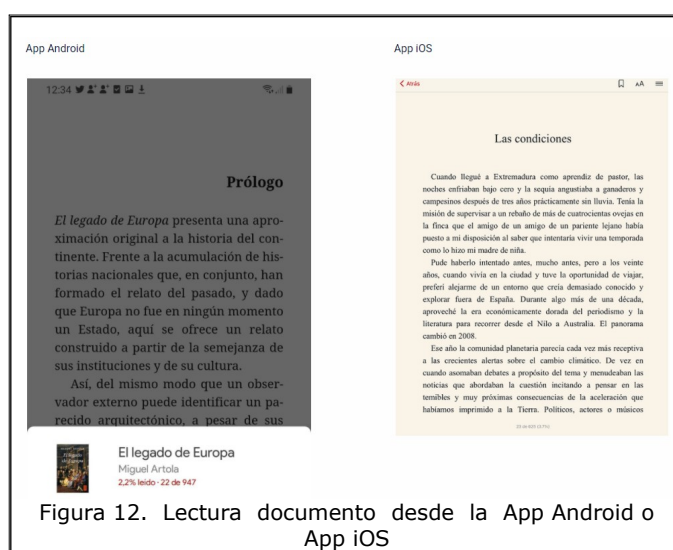 App Android
12:34
Prólogo
El legado de Europa presenta una apro-
ximación original a la historia del con-
tinente. Frente a la acumulación de his-
torias nacionales que, en conjunto, han
formado el relato del pasado, y dado
que Europa no fue en ningún momento
un Estado, aquí se ofrece un relato
construido a partir de la semejanza de
sus instituciones y de su cultura.
Así, del mismo modo que un obser-
vador externo puede identificar un pa-
recido arquitectónico, a pesar de sus
El legado de Europa
Miguel Artola
2,2% leído · 22 de 947
App iOS
Atrás
AA
Las condiciones
Cuando llegué a Extremadura como aprendiz de pastor, las
noches enfriaban bajo cero y la sequía angustiaba a ganaderos y
campesinos después de tres años prácticamente sin lluvia. Tenía la
misión de supervisar a un rebaño de más de cuatrocientas ovejas en
la finca que el amigo de un amigo de un pariente lejano había
puesto a mi disposición al saber que intentaría vivir una temporada
como lo hizo mi madre de niña.
Pude haberlo intentado antes, mucho antes, pero a los veinte
años, cuando vivía en la ciudad y tuve la oportunidad de viajar,
preferí alejarme de un entorno que creía demasiado conocido y
explorar fuera de España. Durante algo más de una década,
aproveché la era económicamente dorada del periodismo y la
literatura para recorrer desde el Nilo a Australia. El panorama
cambió en 2008.
Ese año la comunidad planetaria parecía cada vez más receptiva
a las crecientes alertas sobre el cambio climático. De vez en
cuando asomaban debates a propósito del tema y menudeaban las
noticias que abordaban la cuestión incitando a pensar en las
temibles y muy próximas consecuencias de la aceleración que
habíamos imprimido a la Tierra. Políticos, actores o músicos
Figura 12. Lectura documento desde la App Android o
App iOS